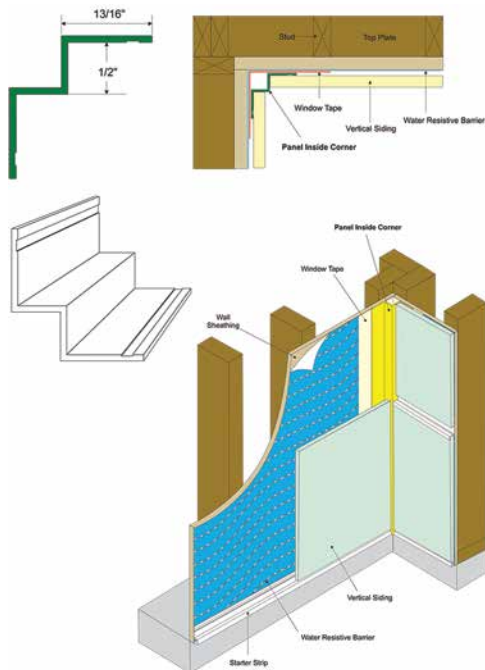 13/16"
1/2"
Stud
Top Plate
Window Tape
Water Resistive Barrier
Vertical Siding
Panel Inside Corner
Panel Inside Corner
Window Tape
Wall
Sheathing
Vertical Siding
Water Resistive Barrier
Starter Strip